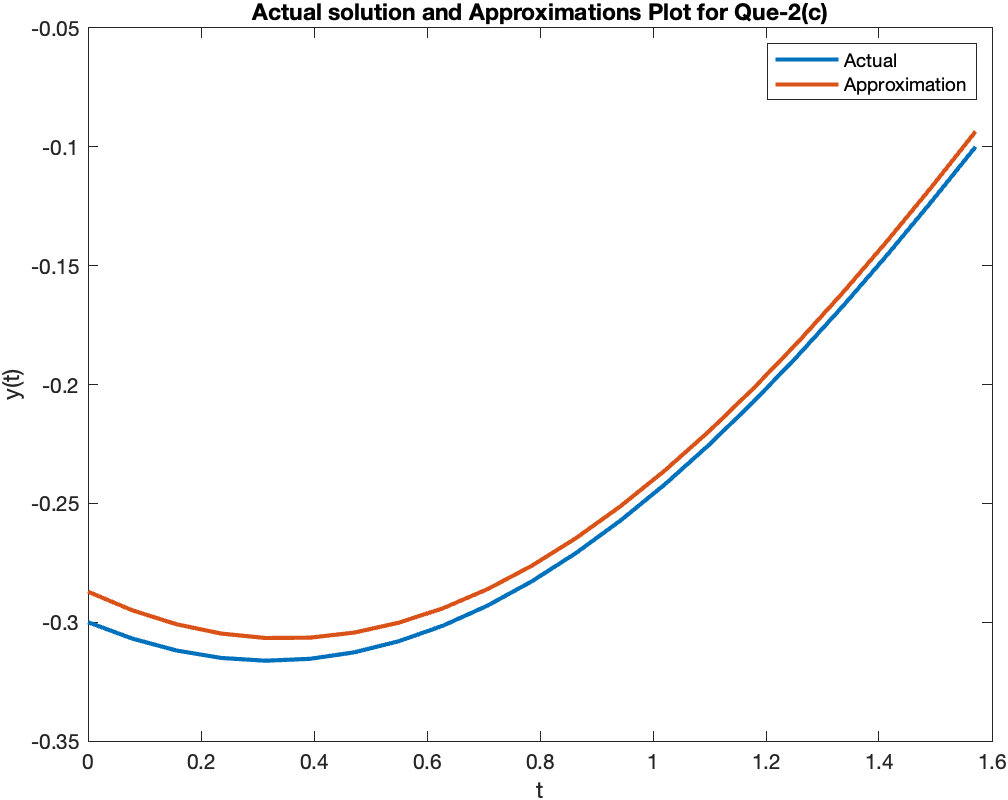 Actual solution and Approximations Plot for Que-2(c)
Actual
Approximation
-0.05
-0.1
-0.15
-0.2
-0.25
-0.3
-0.35
y(t)
0 0.2 0.4 0.6 0.8 1 1.2 1.4 1.6
t